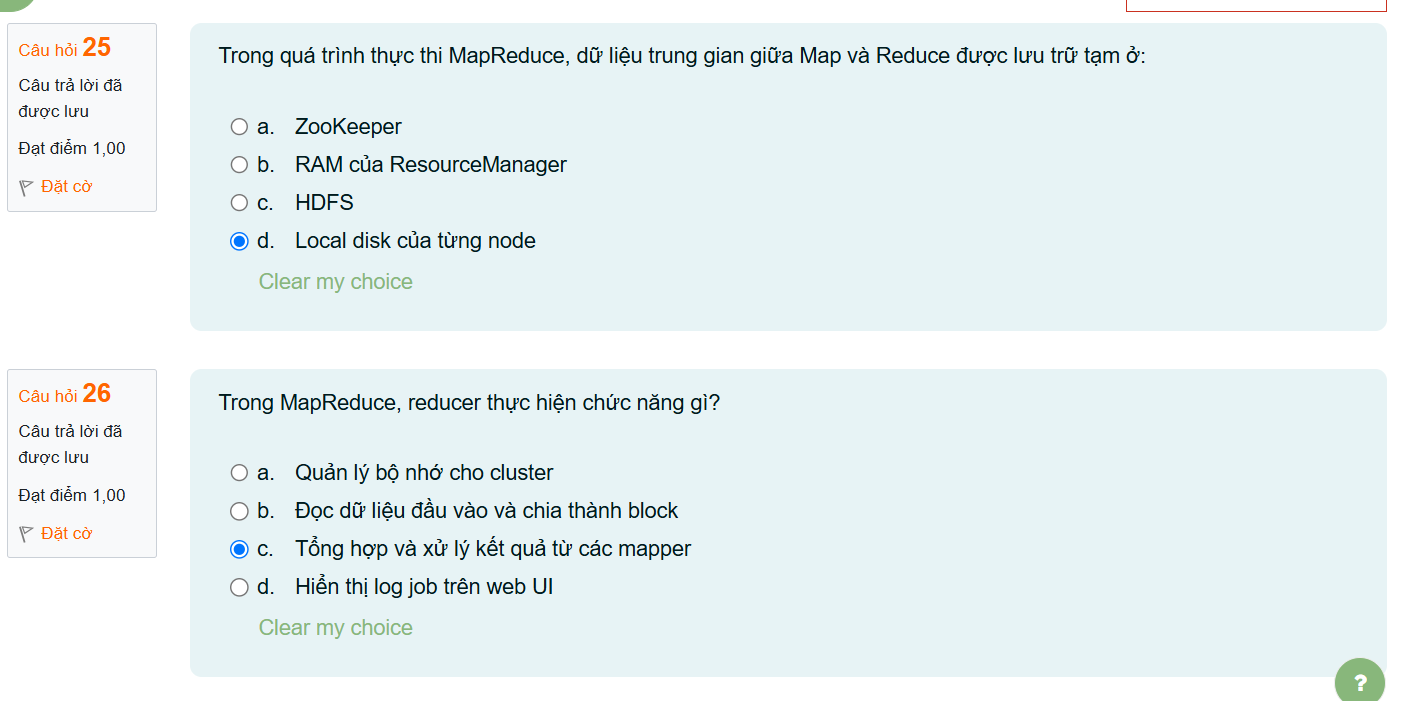 Câu hỏi 25
Câu trả lời đã
được lưu
Đạt điểm 1,00
Đặt cờ
Trong quá trình thực thi MapReduce, dữ liệu trung gian giữa Map và Reduce được lưu trữ tạm ở:
a. ZooKeeper
b. RAM của ResourceManager
c. HDFS
d. Local disk của từng node
Clear my choice
Câu hỏi 26
Câu trả lời đã
được lưu
Đạt điểm 1,00
Đặt cờ
Trong MapReduce, reducer thực hiện chức năng gì?
a. Quản lý bộ nhớ cho cluster
b. Đọc dữ liệu đầu vào và chia thành block
c. Tổng hợp và xử lý kết quả từ các mapper
d. Hiển thị log job trên web UI
Clear my choice
?